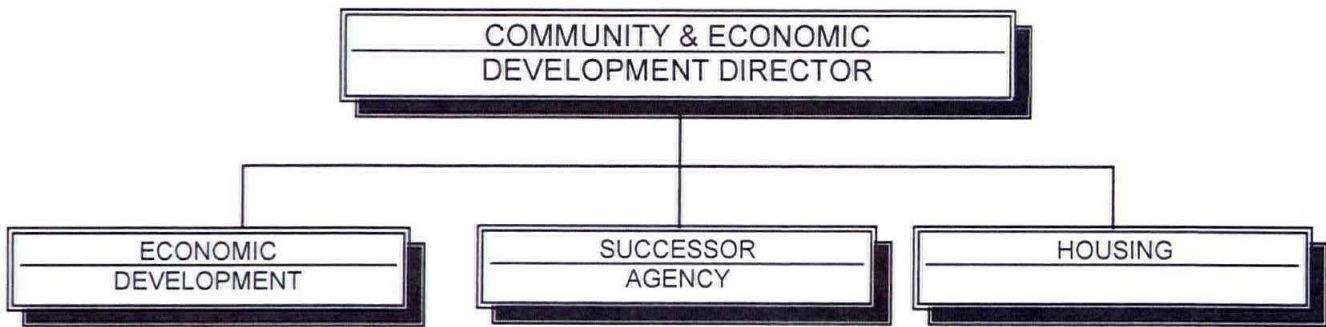 COMMUNITY & ECONOMIC
DEVELOPMENT DIRECTOR
ECONOMIC
DEVELOPMENT
SUCCESSOR
AGENCY
HOUSING